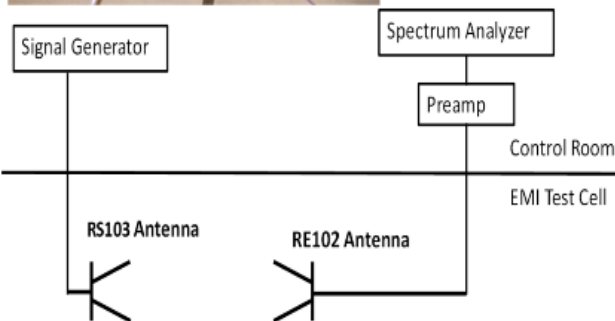 Signal Generator
Spectrum Analyzer
Preamp
Control Room
EMI Test Cell
RS103 Antenna
RE102 Antenna